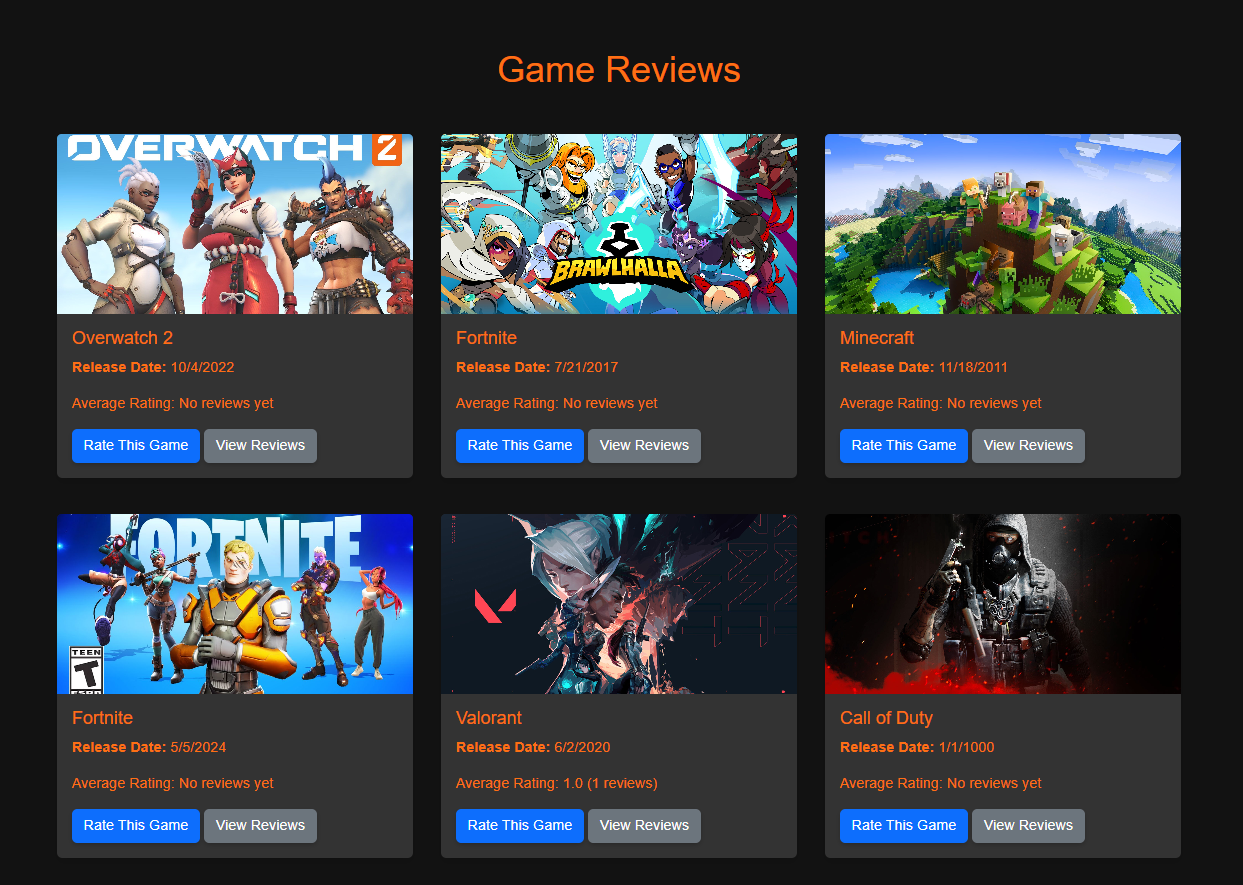 Game Reviews
OVERWATCH 2
BRAWLHALLA
Overwatch 2
Release Date: 10/4/2022
Average Rating: No reviews yet
Rate This Game
View Reviews
Fortnite
Release Date: 7/21/2017
Average Rating: No reviews yet
Rate This Game
View Reviews
Minecraft
Release Date: 11/18/2011
Average Rating: No reviews yet
Rate This Game
View Reviews
FORTNITE
TEEN
T
ESRB
Fortnite
Release Date: 5/5/2024
Average Rating: No reviews yet
Rate This Game
View Reviews
Valorant
Release Date: 6/2/2020
Average Rating: 1.0 (1 reviews)
Rate This Game
View Reviews
Call of Duty
Release Date: 1/1/1000
Average Rating: No reviews yet
Rate This Game
View Reviews